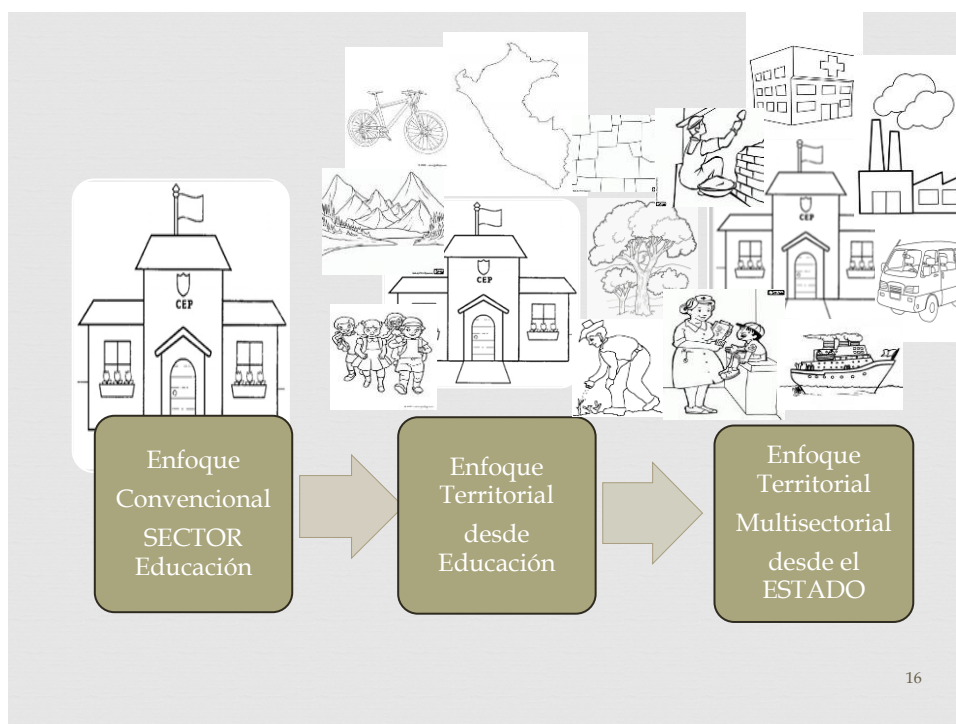 CEP
CEP
CEP
Enfoque
Convencional
SECTOR
Educación
Enfoque
Territorial
desde
Educación
Enfoque
Territorial
Multisectorial
desde el
ESTADO
16